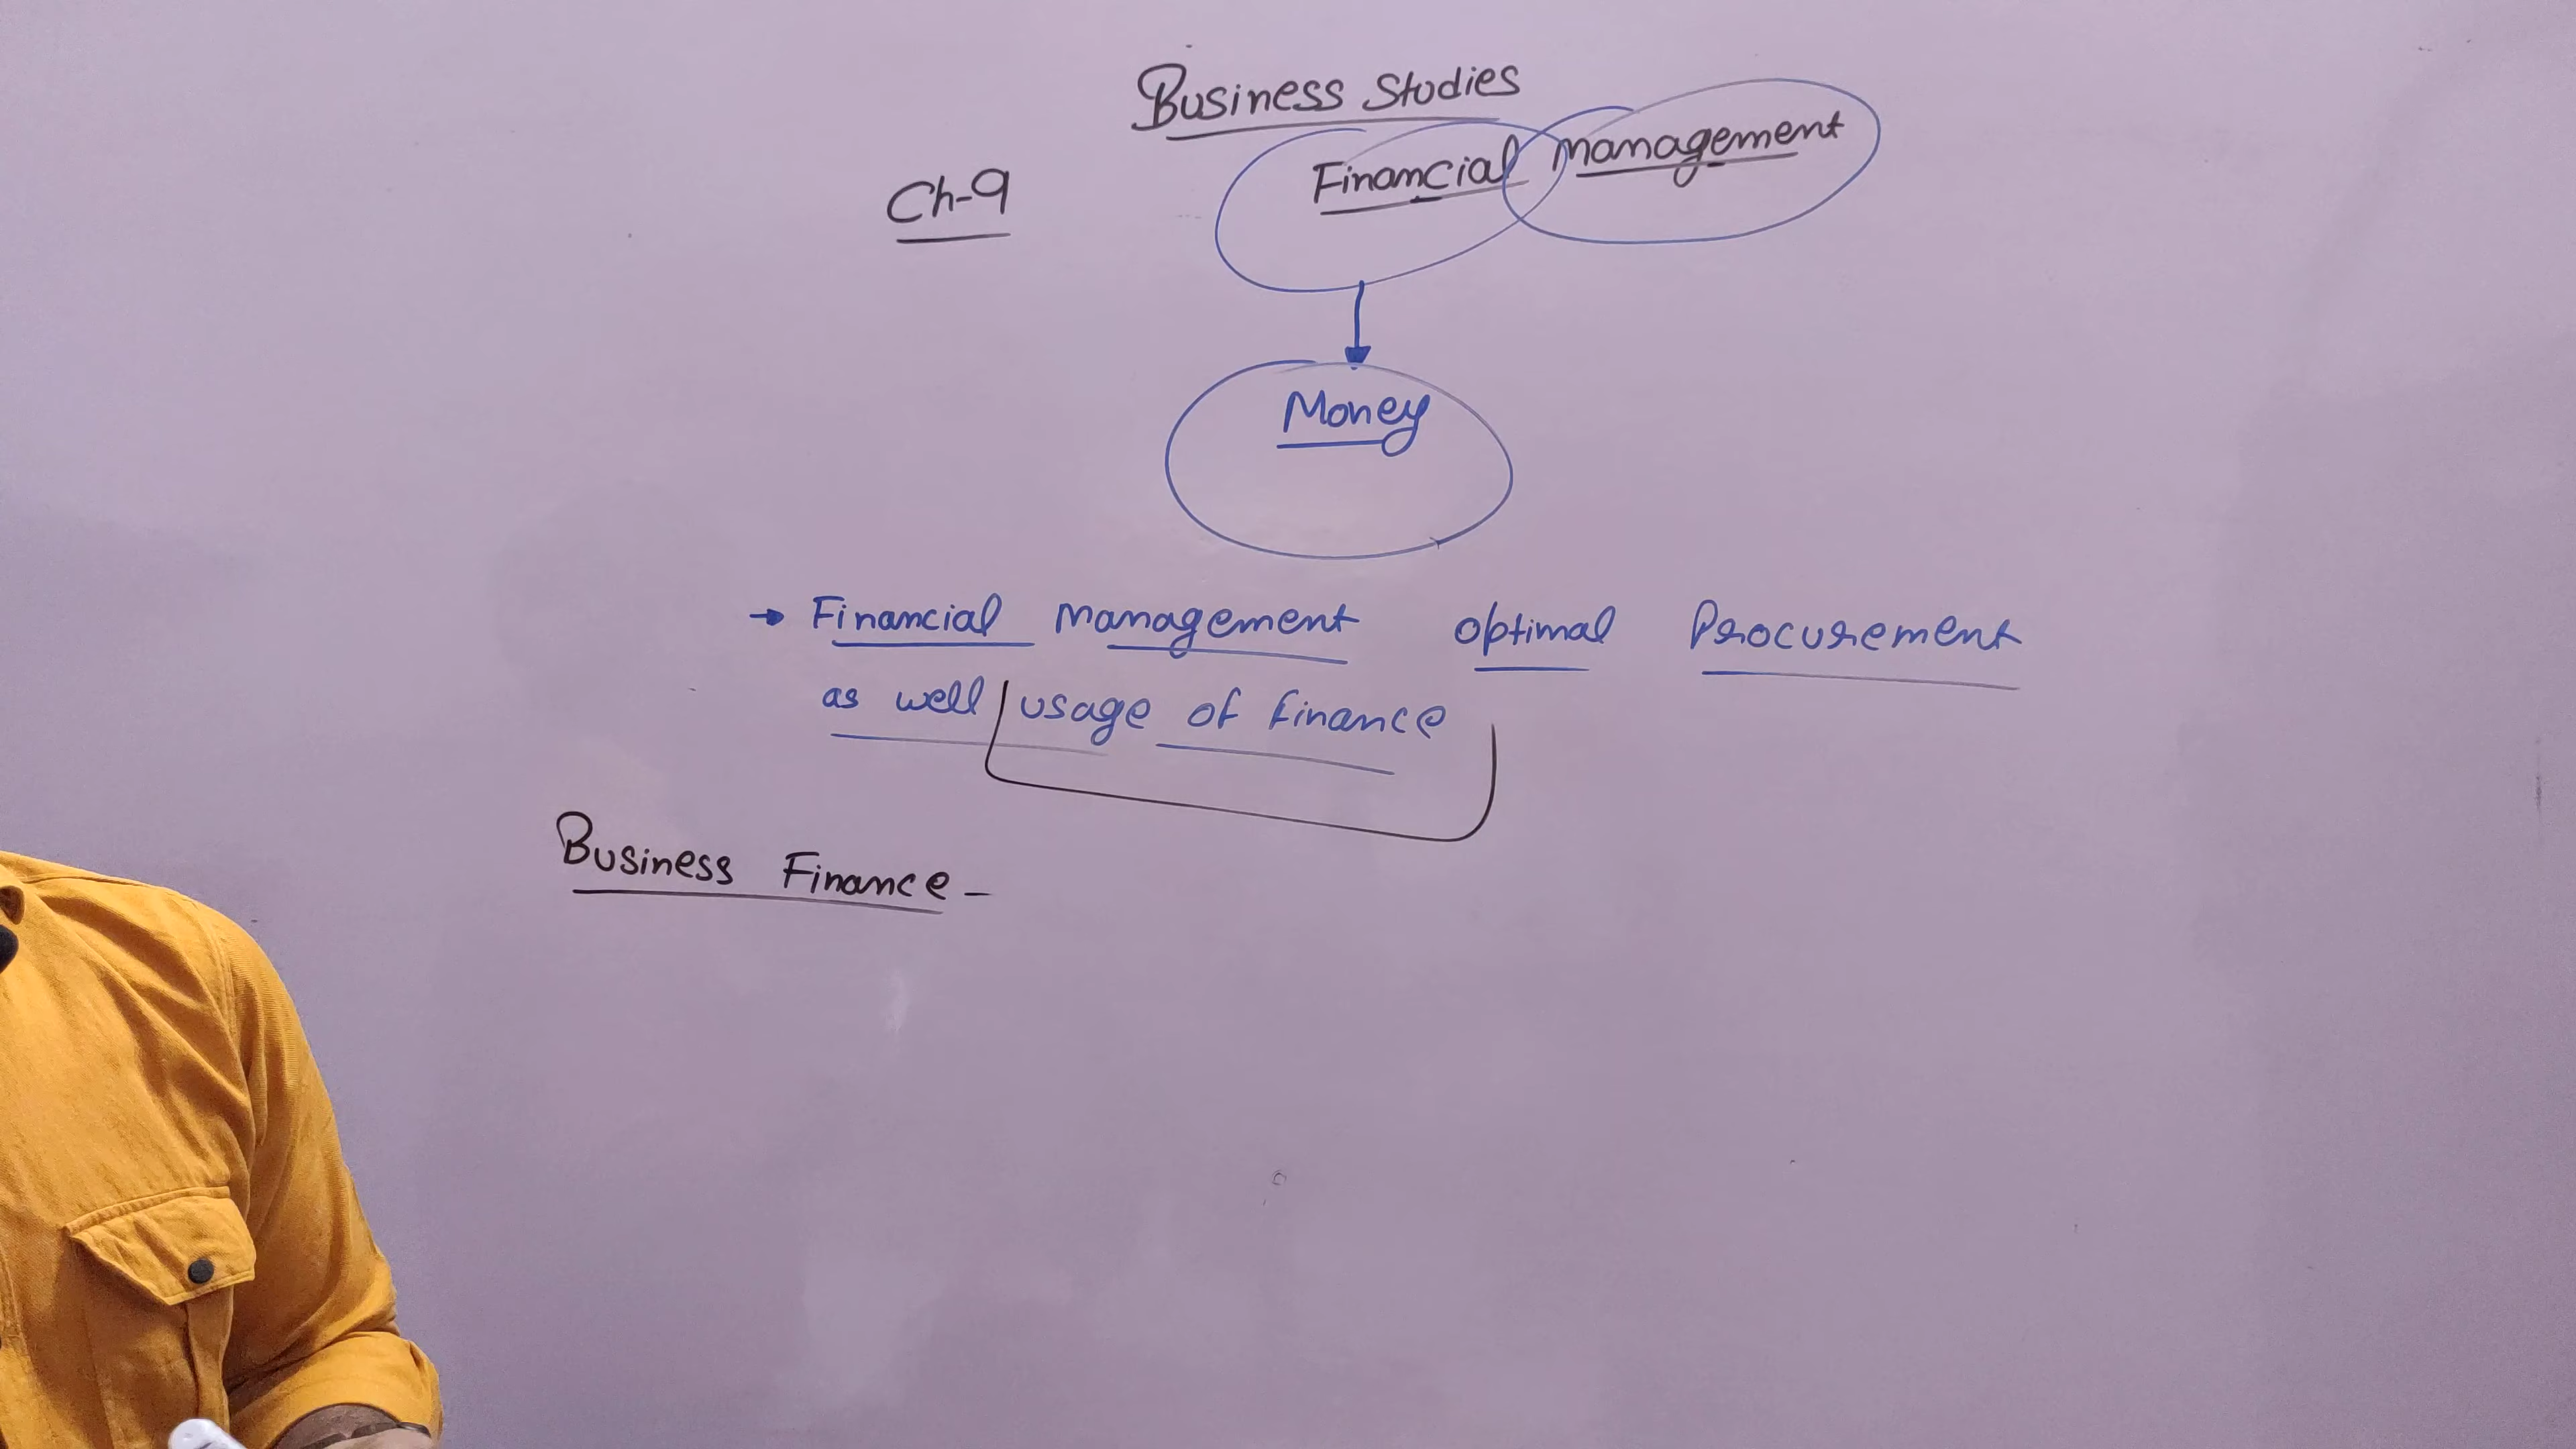 Business Studies
Ch-9 Financial management
Money
→ Financial management optimal Procurement
as well usage of finance
Business Finance -